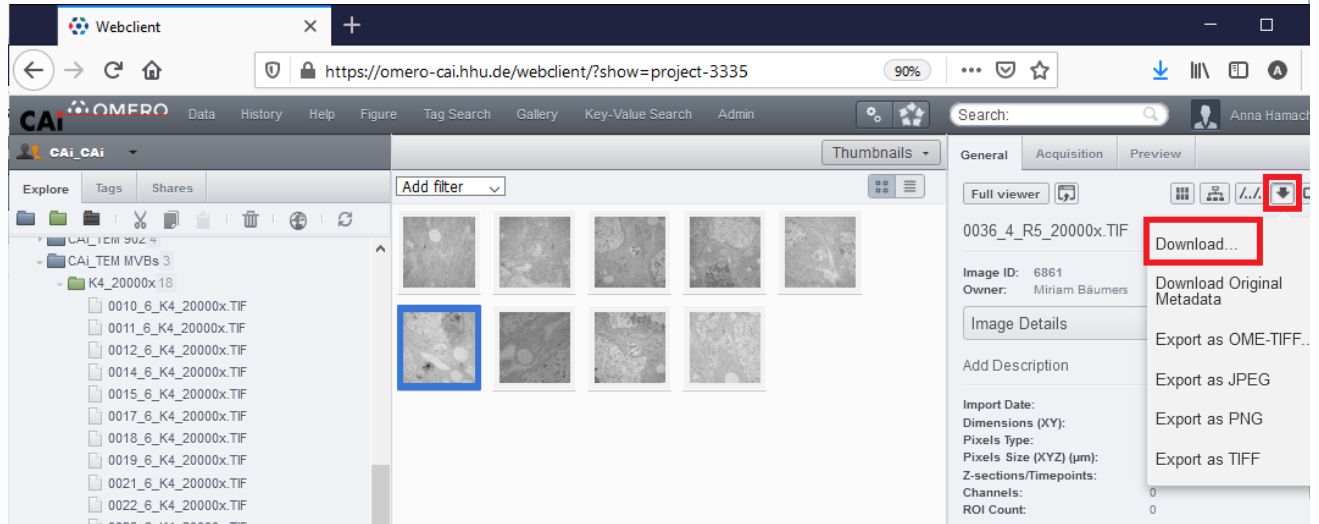 Webclient
https://omero-cai.hhu.de/webclient/?show=project-3335
90%
CAi OMERO Data History Help Figure Tag Search Gallery Key-Value Search Admin
Search:
Anna Hamach
CAi_CAi
Thumbnails
General Acquisition Preview
Explore Tags Shares
Add filter
Full viewer
CAI_TEM 902 4
CAi_TEM MVBs 3
K4_20000x 18
0010_6_K4_20000x.TIF
0011_6_K4_20000x.TIF
0012_6_K4_20000x.TIF
0014_6_K4_20000x.TIF
0015_6_K4_20000x.TIF
0017_6_K4_20000x.TIF
0018_6_K4_20000x.TIF
0019_6_K4_20000x.TIF
0021_6_K4_20000x.TIF
0022_6_K4_20000x.TIF
0036_4_R5_20000x.TIF
Image ID: 6861
Owner: Miriam Bäumers
Image Details
Add Description
Import Date:
Dimensions (XY):
Pixels Type:
Pixels Size (XYZ) (µm):
Z-sections/Timepoints:
Channels: 0
ROI Count: 0
Download...
Download Original
Metadata
Export as OME-TIFF..
Export as JPEG
Export as PNG
Export as TIFF